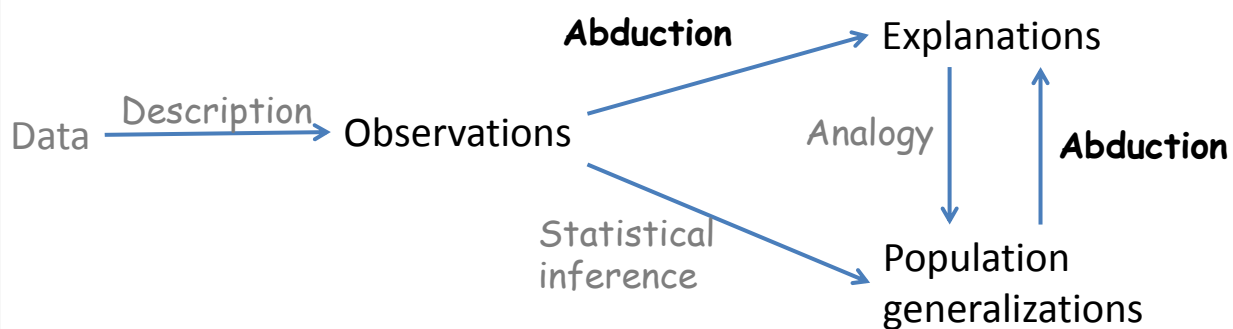 Abduction
Explanations
Description
Data
Observations
Analogy
Abduction
Statistical
inference
Population
generalizations